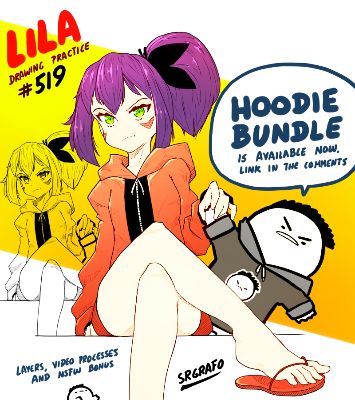 LILA
DRAWING PRACTICE
#519
HOODIE
BUNDLE
IS AVAILABLE NOW,
LINK IN THE COMMENTS
LAYERS, VIDEO PROCESSES
AND NSFW BONUS
SRGRAFO